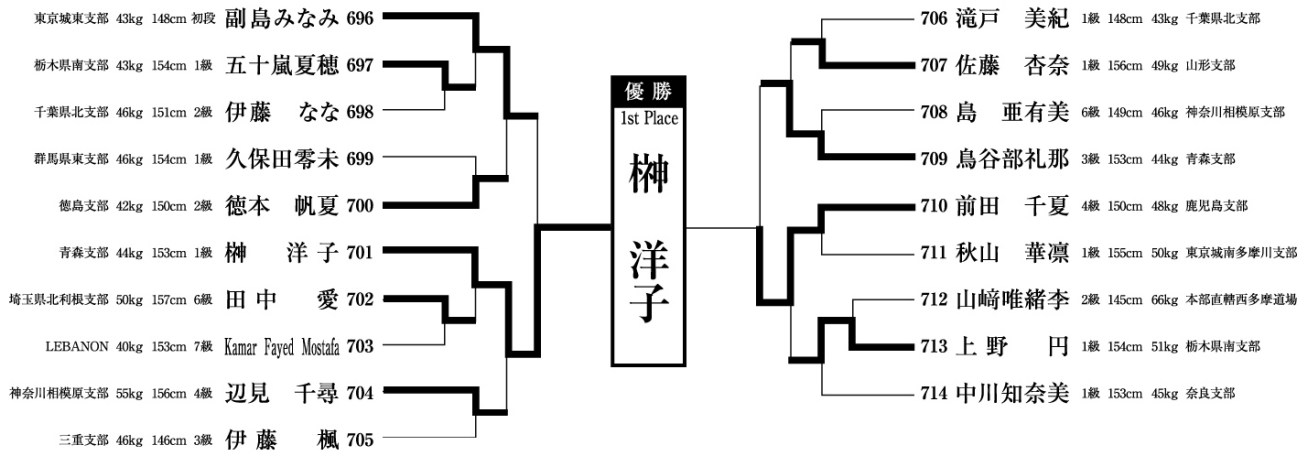 東京城東支部 43kg 148cm 初段 副島みなみ 696
栃木県南支部 43kg 154cm 1級 五十嵐夏穂 697
千葉県北支部 46kg 151cm 2級 伊藤 なな 698
群馬県東支部 46kg 154cm 1級 久保田零未 699
徳島支部 42kg 150cm 2級 徳本 帆夏 700
青森支部 44kg 153cm 1級 榊 洋子 701
埼玉県北利根支部 50kg 157cm 6級 田中 愛 702
LEBANON 40kg 153cm 7級 Kamar Fayed Mostafa 703
神奈川相模原支部 55kg 156cm 4級 辺見 千尋 704
三重支部 46kg 146cm 3級 伊藤 楓 705
優勝
1st Place
榊 洋子
706 滝戸 美紀 1級 148cm 43kg 千葉県北支部
707 佐藤 杏奈 1級 156cm 49kg 山形支部
708 島 亜有美 6級 149cm 46kg 神奈川相模原支部
709 鳥谷部礼那 3級 153cm 44kg 青森支部
710 前田 千夏 4級 150cm 48kg 鹿児島支部
711 秋山 華凛 1級 155cm 50kg 東京城南多摩川支部
712 山﨑唯緒李 2級 145cm 66kg 本部直轄西多摩道場
713 上野 円 1級 154cm 51kg 栃木県南支部
714 中川知奈美 1級 153cm 45kg 奈良支部